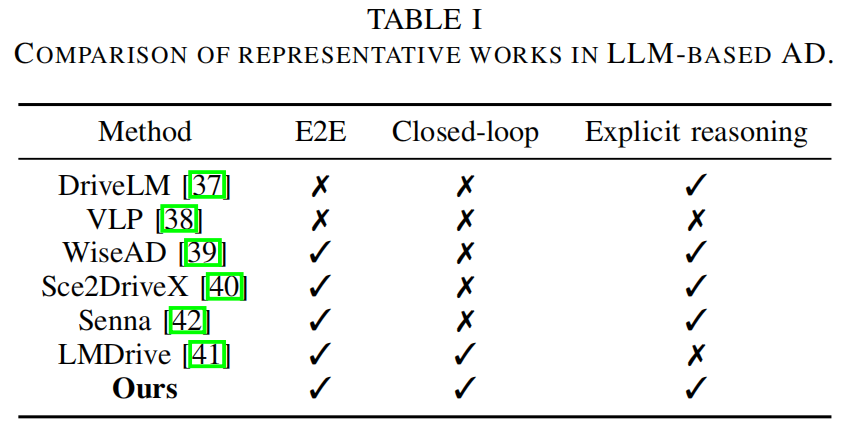 TABLE I
COMPARISON OF REPRESENTATIVE WORKS IN LLM-BASED AD.
Method E2E Closed-loop Explicit reasoning
DriveLM [37] ✗ ✗ ✓
VLP [38] ✗ ✗ ✗
WiseAD [39] ✓ ✗ ✓
Sce2DriveX [40] ✓ ✗ ✓
Senna [42] ✓ ✗ ✓
LMDrive [41] ✓ ✓ ✗
Ours ✓ ✓ ✓